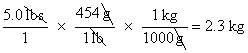 5.0 lbs/1 × 454 g/1 lb × 1 kg/1000 g = 2.3 kg